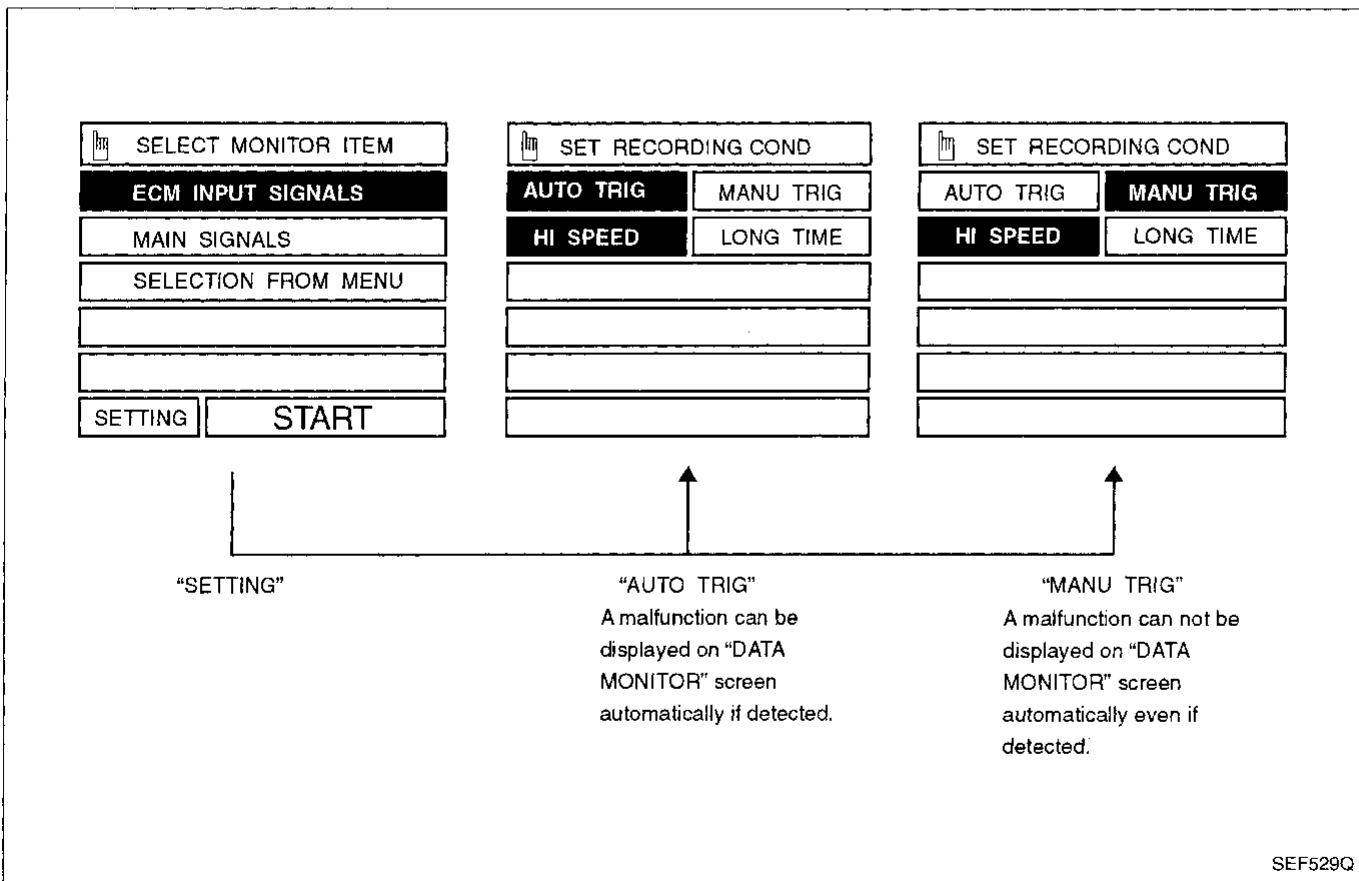 SELECT MONITOR ITEM
ECM INPUT SIGNALS
MAIN SIGNALS
SELECTION FROM MENU
SETTING START
SET RECORDING COND
AUTO TRIG MANU TRIG
HI SPEED LONG TIME
SET RECORDING COND
AUTO TRIG MANU TRIG
HI SPEED LONG TIME
“SETTING”
“AUTO TRIG”
A malfunction can be
displayed on “DATA
MONITOR” screen
automatically if detected.
“MANU TRIG”
A malfunction can not be
displayed on “DATA
MONITOR” screen
automatically even if
detected.
SEF529Q